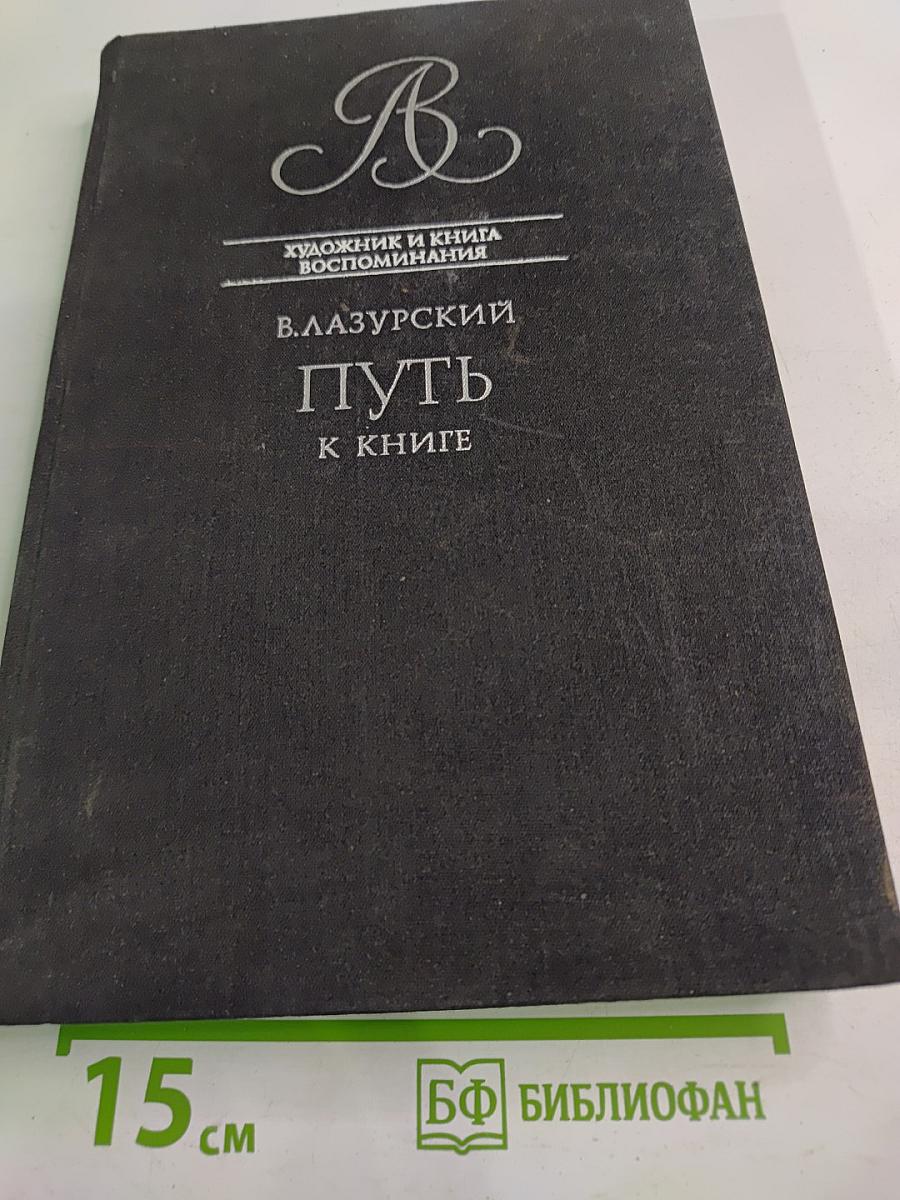 ХУДОЖНИК И КНИГА
ВОСПОМИНАНИЯ
В.ЛАЗУРСКИЙ
ПУТЬ
К КНИГЕ
15 см
БФ БИБЛИОФАН